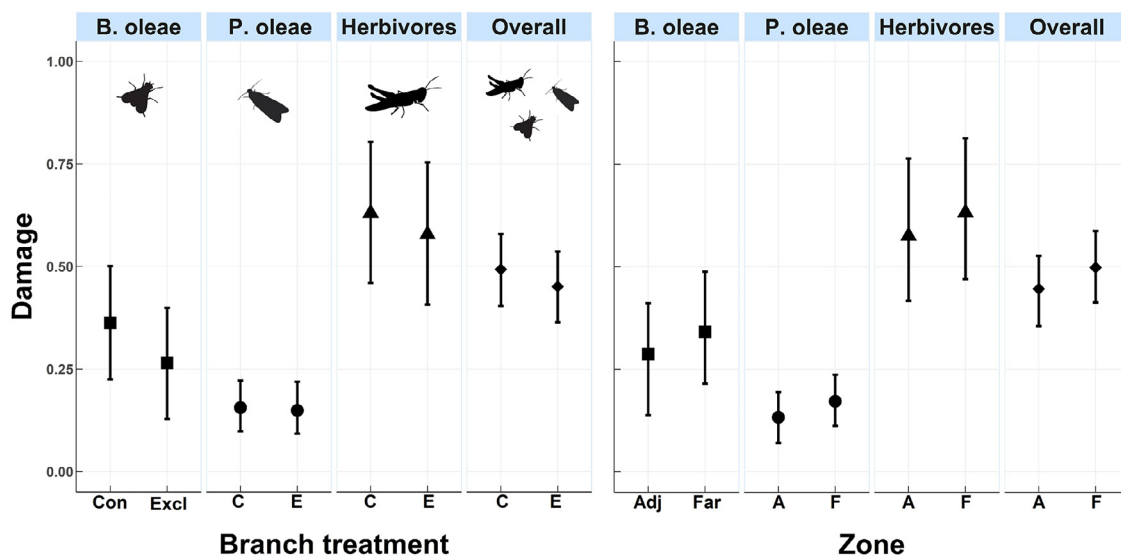 B. oleae P. oleae Herbivores Overall B. oleae P. oleae Herbivores Overall
1.00
0.75
0.50
0.25
0.00
Damage
Con Excl C E C E C E Adj Far A F A F A F
Branch treatment Zone